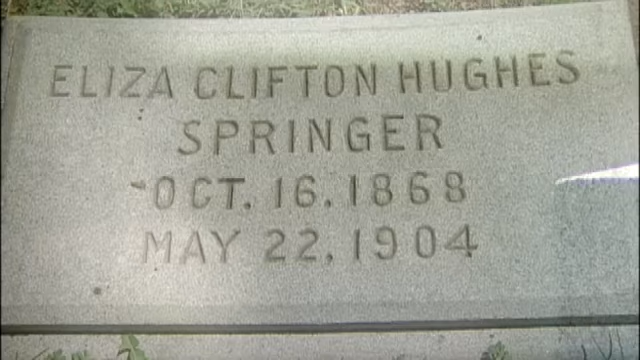 ELIZA CLIFTON HUGHES
SPRINGER
OCT. 16. 1868
MAY 22, 1904